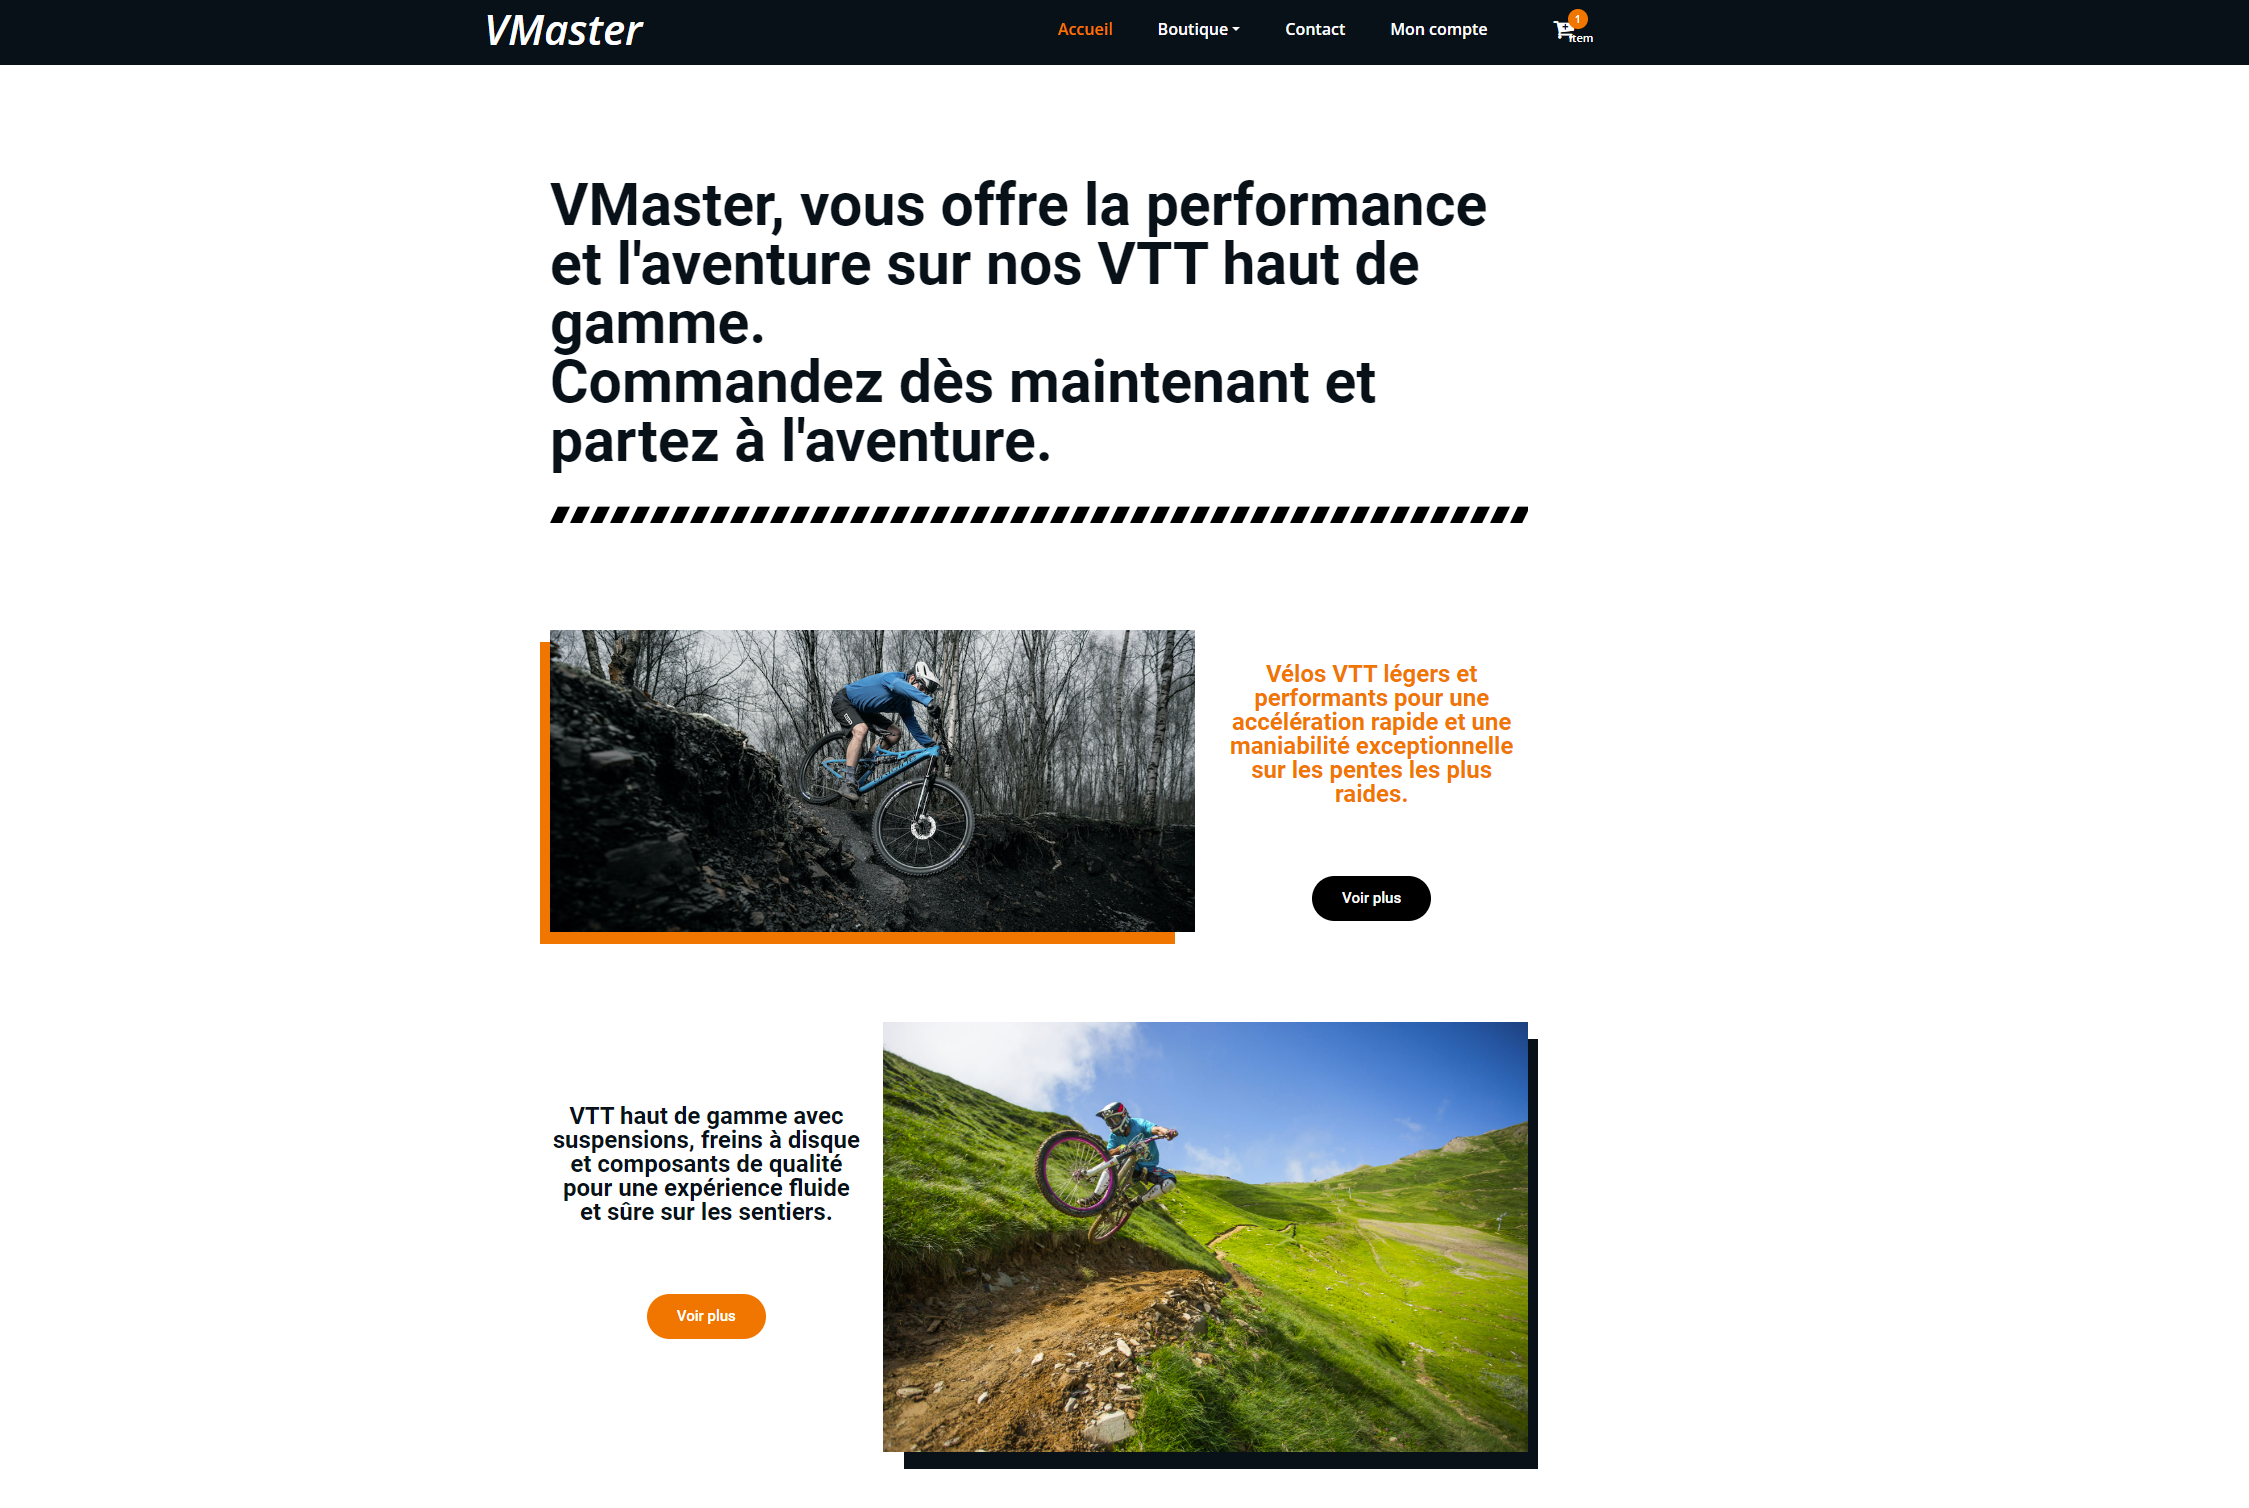 VMaster
Accueil
Boutique
Contact
Mon compte
1
item
VMaster, vous offre la performance
et l'aventure sur nos VTT haut de
gamme.
Commandez dès maintenant et
partez à l'aventure.
Vélos VTT légers et
performants pour une
accélération rapide et une
maniabilité exceptionnelle
sur les pentes les plus
raides.
Voir plus
VTT haut de gamme avec
suspensions, freins à disque
et composants de qualité
pour une expérience fluide
et sûre sur les sentiers.
Voir plus